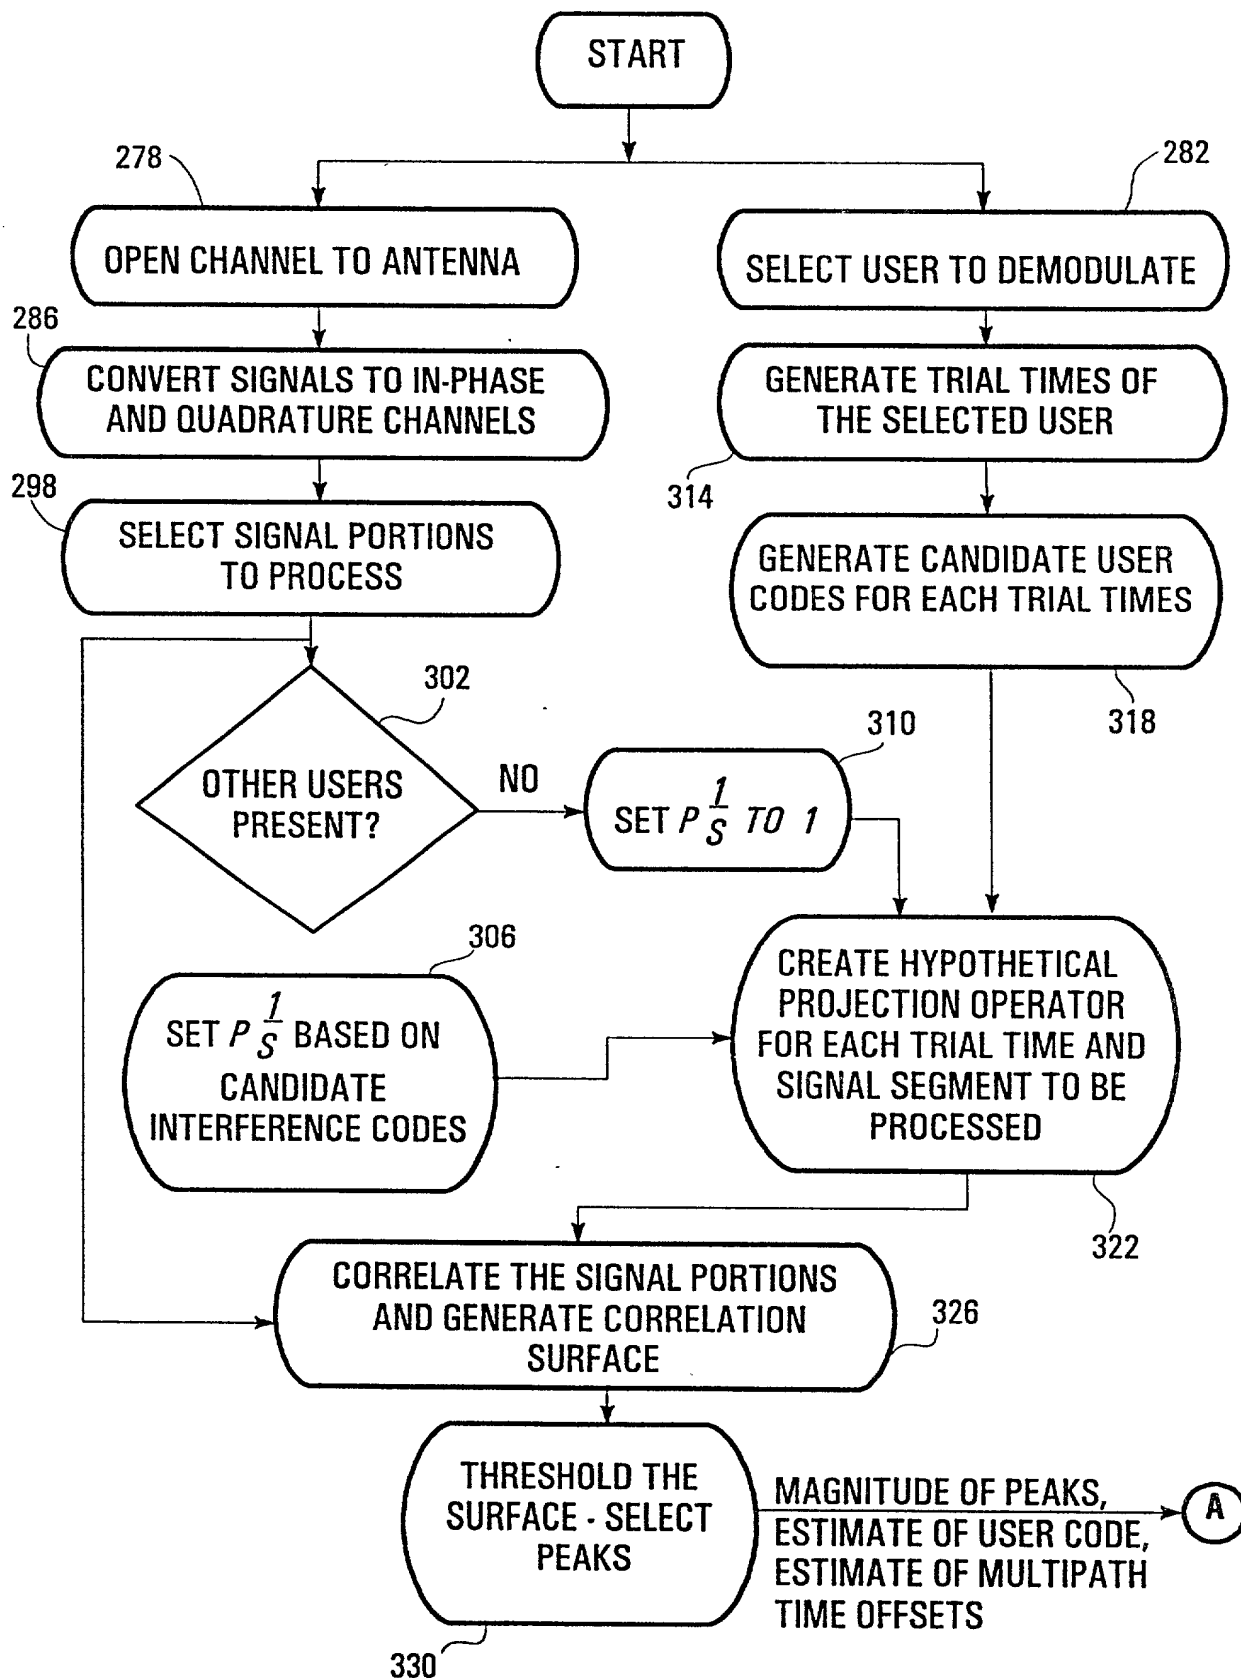 START
278
282
OPEN CHANNEL TO ANTENNA
SELECT USER TO DEMODULATE
286
CONVERT SIGNALS TO IN-PHASE
AND QUADRATURE CHANNELS
GENERATE TRIAL TIMES OF
THE SELECTED USER
314
298
SELECT SIGNAL PORTIONS
TO PROCESS
GENERATE CANDIDATE USER
CODES FOR EACH TRIAL TIMES
318
302
OTHER USERS
PRESENT?
NO
310
SET P 1/S TO 1
306
SET P 1/S BASED ON
CANDIDATE
INTERFERENCE CODES
CREATE HYPOTHETICAL
PROJECTION OPERATOR
FOR EACH TRIAL TIME AND
SIGNAL SEGMENT TO BE
PROCESSED
322
CORRELATE THE SIGNAL PORTIONS
AND GENERATE CORRELATION
SURFACE
326
THRESHOLD THE
SURFACE - SELECT
PEAKS
330
MAGNITUDE OF PEAKS,
ESTIMATE OF USER CODE,
ESTIMATE OF MULTIPATH
TIME OFFSETS
A